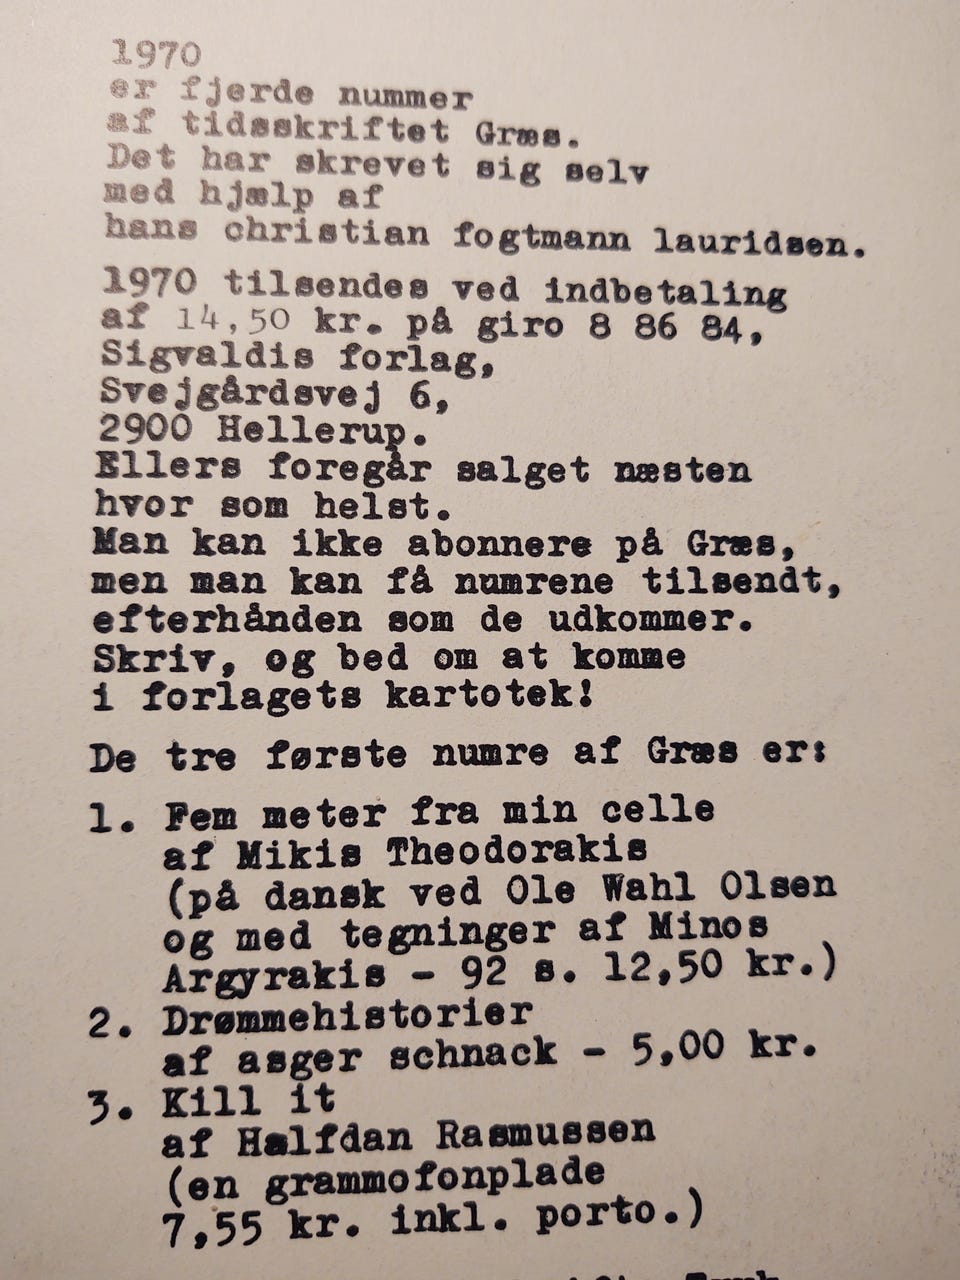 1970
er fjerde nummer
af tidsskriftet Græs.
Det har skrevet sig selv
med hjælp af
hans christian fogtmann lauridsen.
1970 tilsendes ved indbetaling
af 14,50 kr. på giro 8 86 84,
Sigvaldis forlag,
Svejgårdsvej 6,
2900 Hellerup.
Ellers foregår salget næsten
hvor som helst.
Man kan ikke abonnere på Græs,
men man kan få numrene tilsendt,
efterhånden som de udkommer.
Skriv, og bed om at komme
i forlagets kartotek!
De tre første numre af Græs er:
1. Fem meter fra min celle
af Mikis Theodorakis
(på dansk ved Ole Wahl Olsen
og med tegninger af Minos
Argyrakis - 92 s. 12,50 kr.)
2. Drømmehistorier
af asger schnack - 5,00 kr.
3. Kill it
af Halfdan Rasmussen
(en grammofonplade
7,55 kr. inkl. porto.)